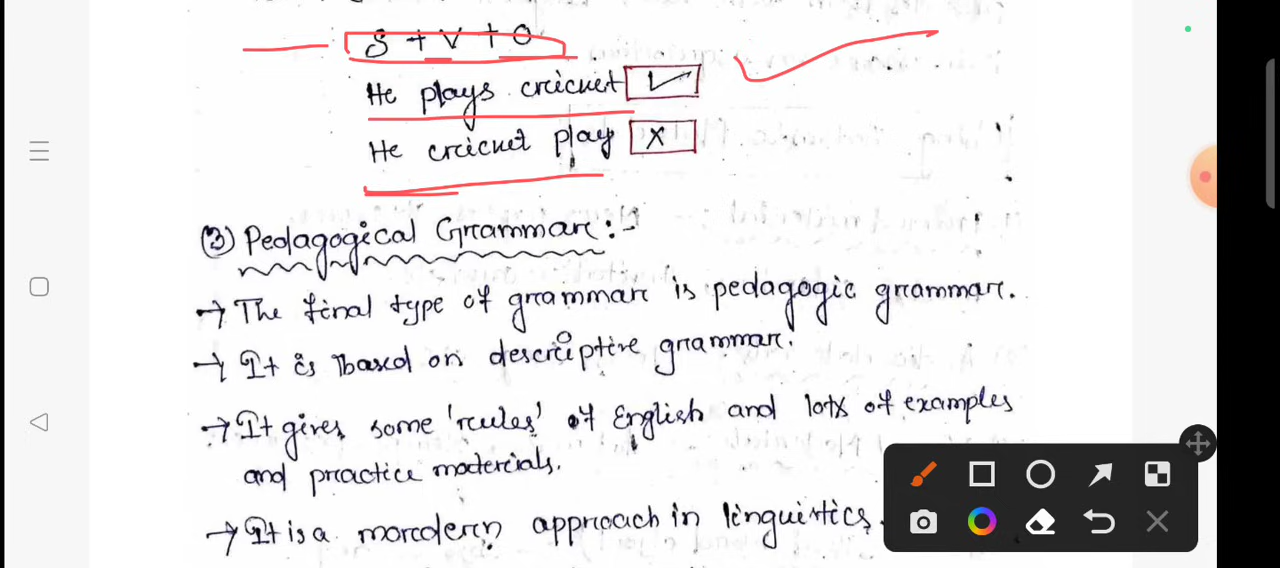 S + V + O
He plays cricket ✓
He cricket play ×
(3) Pedagogical Grammar :-
→ The final type of grammar is pedagogic grammar.
→ It is based on descriptive grammar.
→ It gives some 'rules' of English and lots of examples
and practice materials.
→ It is a mordern approach in linguistics.